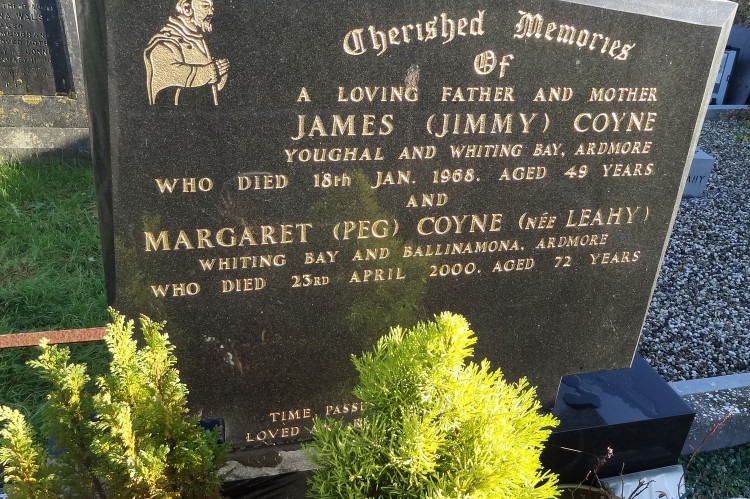 Cherished Memories
Of
A LOVING FATHER AND MOTHER
JAMES (JIMMY) COYNE
YOUGHAL AND WHITING BAY, ARDMORE
WHO DIED 18th JAN. 1968. AGED 49 YEARS
AND
MARGARET (PEG) COYNE (NÉE LEAHY)
WHITING BAY AND BALLINAMONA, ARDMORE
WHO DIED 23RD APRIL 2000. AGED 72 YEARS
TIME
LOVED